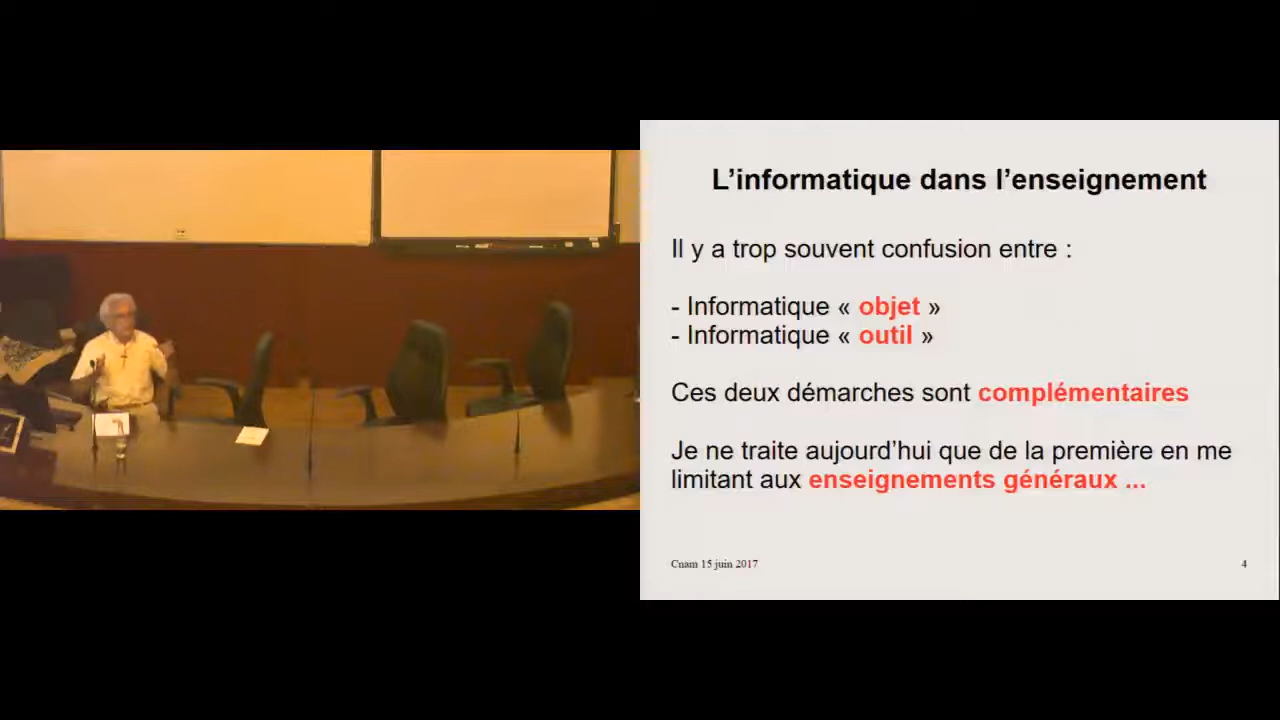 L’informatique dans l’enseignement
Il y a trop souvent confusion entre :
- Informatique « objet »
- Informatique « outil »
Ces deux démarches sont complémentaires
Je ne traite aujourd’hui que de la première en me
limitant aux enseignements généraux ...
Cnam 15 juin 2017
4